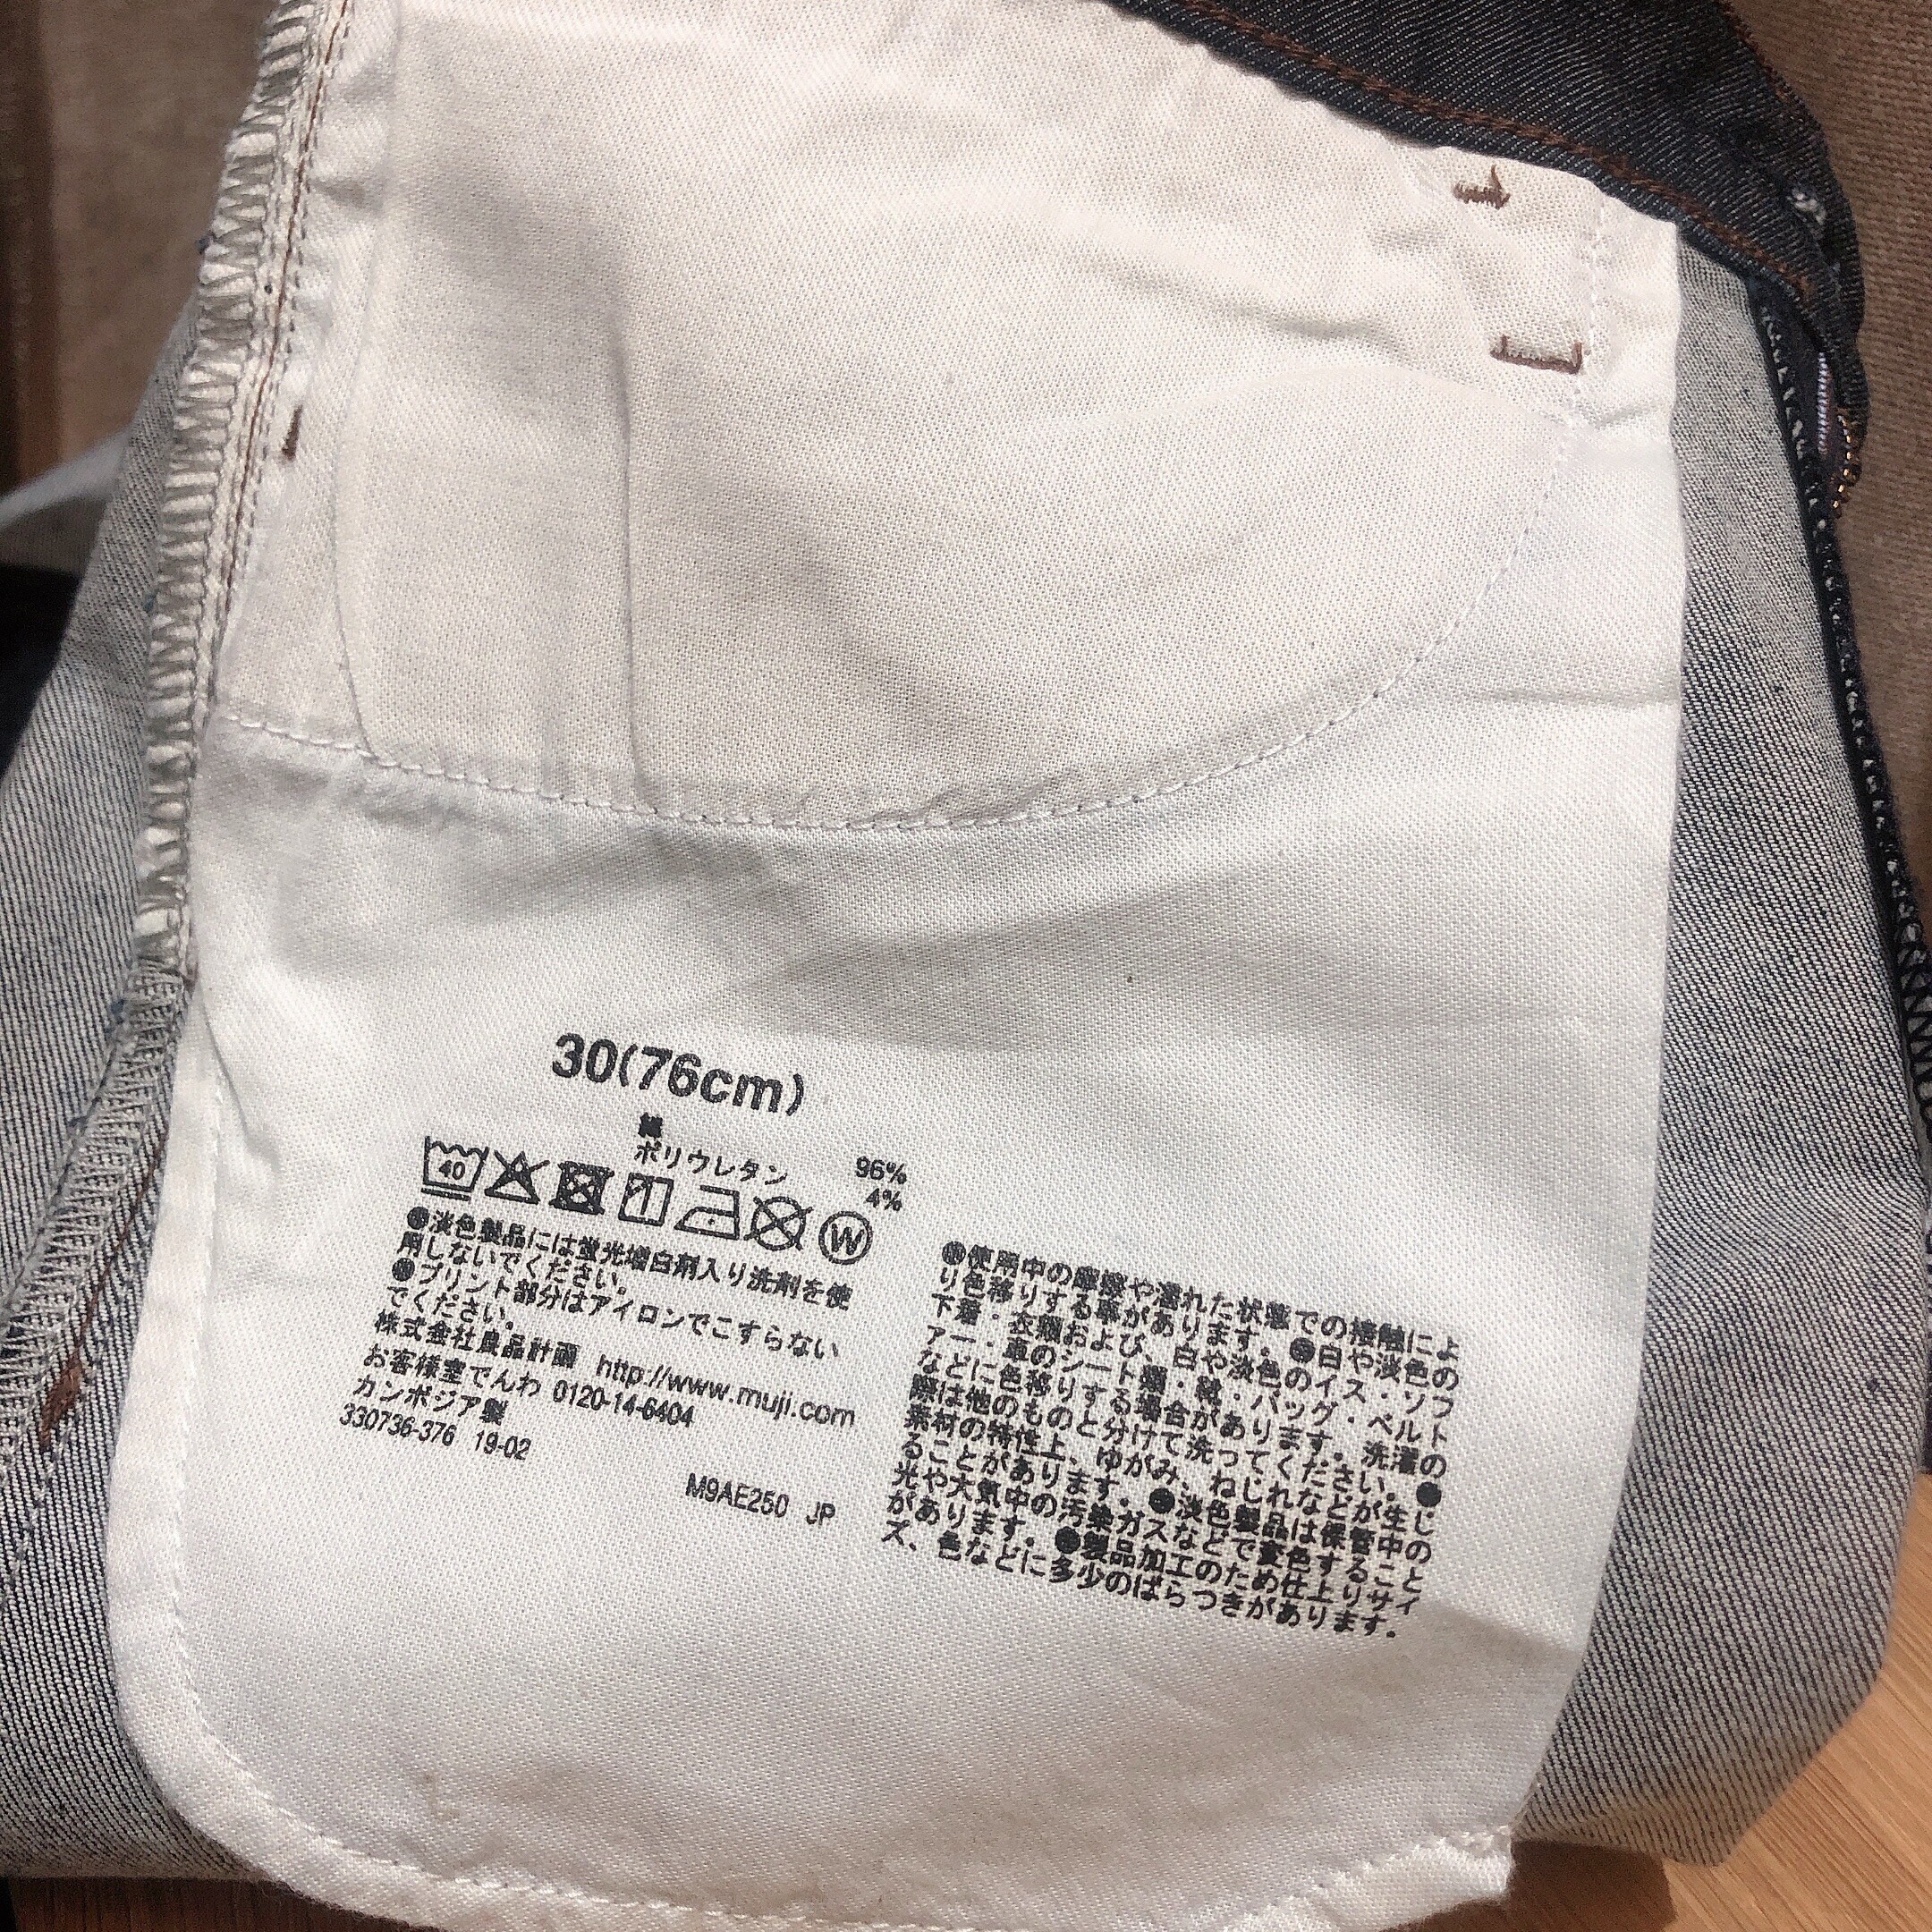 30(76cm)
綿 96%
ポリウレタン 4%
40
W
●淡色製品には蛍光増白剤入り洗剤を使
用しないでください。
●プリント部分はアイロンでこすらない
でください。
株式会社良品計画 http://www.muji.com
お客様室でんわ 0120-14-6404
カンボジア製
330736-376 19-02
M9AE250 JP
●使用中の摩擦や濡れた状態での接触によ
り色移りする事があります。●白や淡色の
下着・衣類および、白や淡色のイス・ソフ
ァー・車のシート類・靴・バッグ・ベルト
などに色移りする場合があります。洗濯の
際は他のものと分けて洗ってください。●
素材の特性上、ゆがみ、ねじれなどが生じ
ることがあります。●淡色製品は保管中の
光や大気中の汚染ガスなどで変色すること
があります。●製品加工のため仕上りサイ
ズ、色などに多少のばらつきがあります。